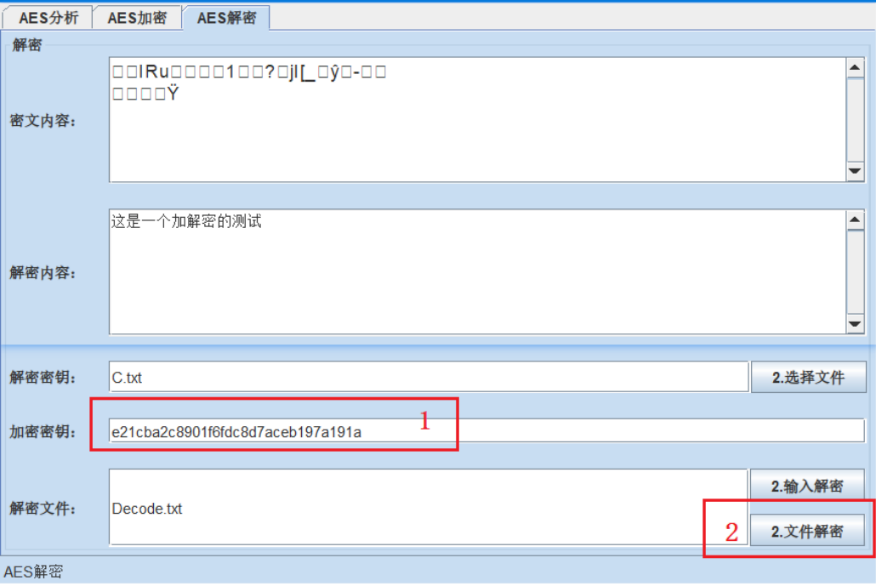 AES分析 AES加密 AES解密
解密
密文内容:
□□IRu□□□□1□□?□jI[_□ŷ□-□□
□□□□Ÿ
解密内容:
这是一个加解密的测试
解密密钥: C.txt 2.选择文件
加密密钥: e21cba2c8901f6fdc8d7aceb197a191a 1
解密文件: Decode.txt 2.输入解密
2 2.文件解密
AES解密